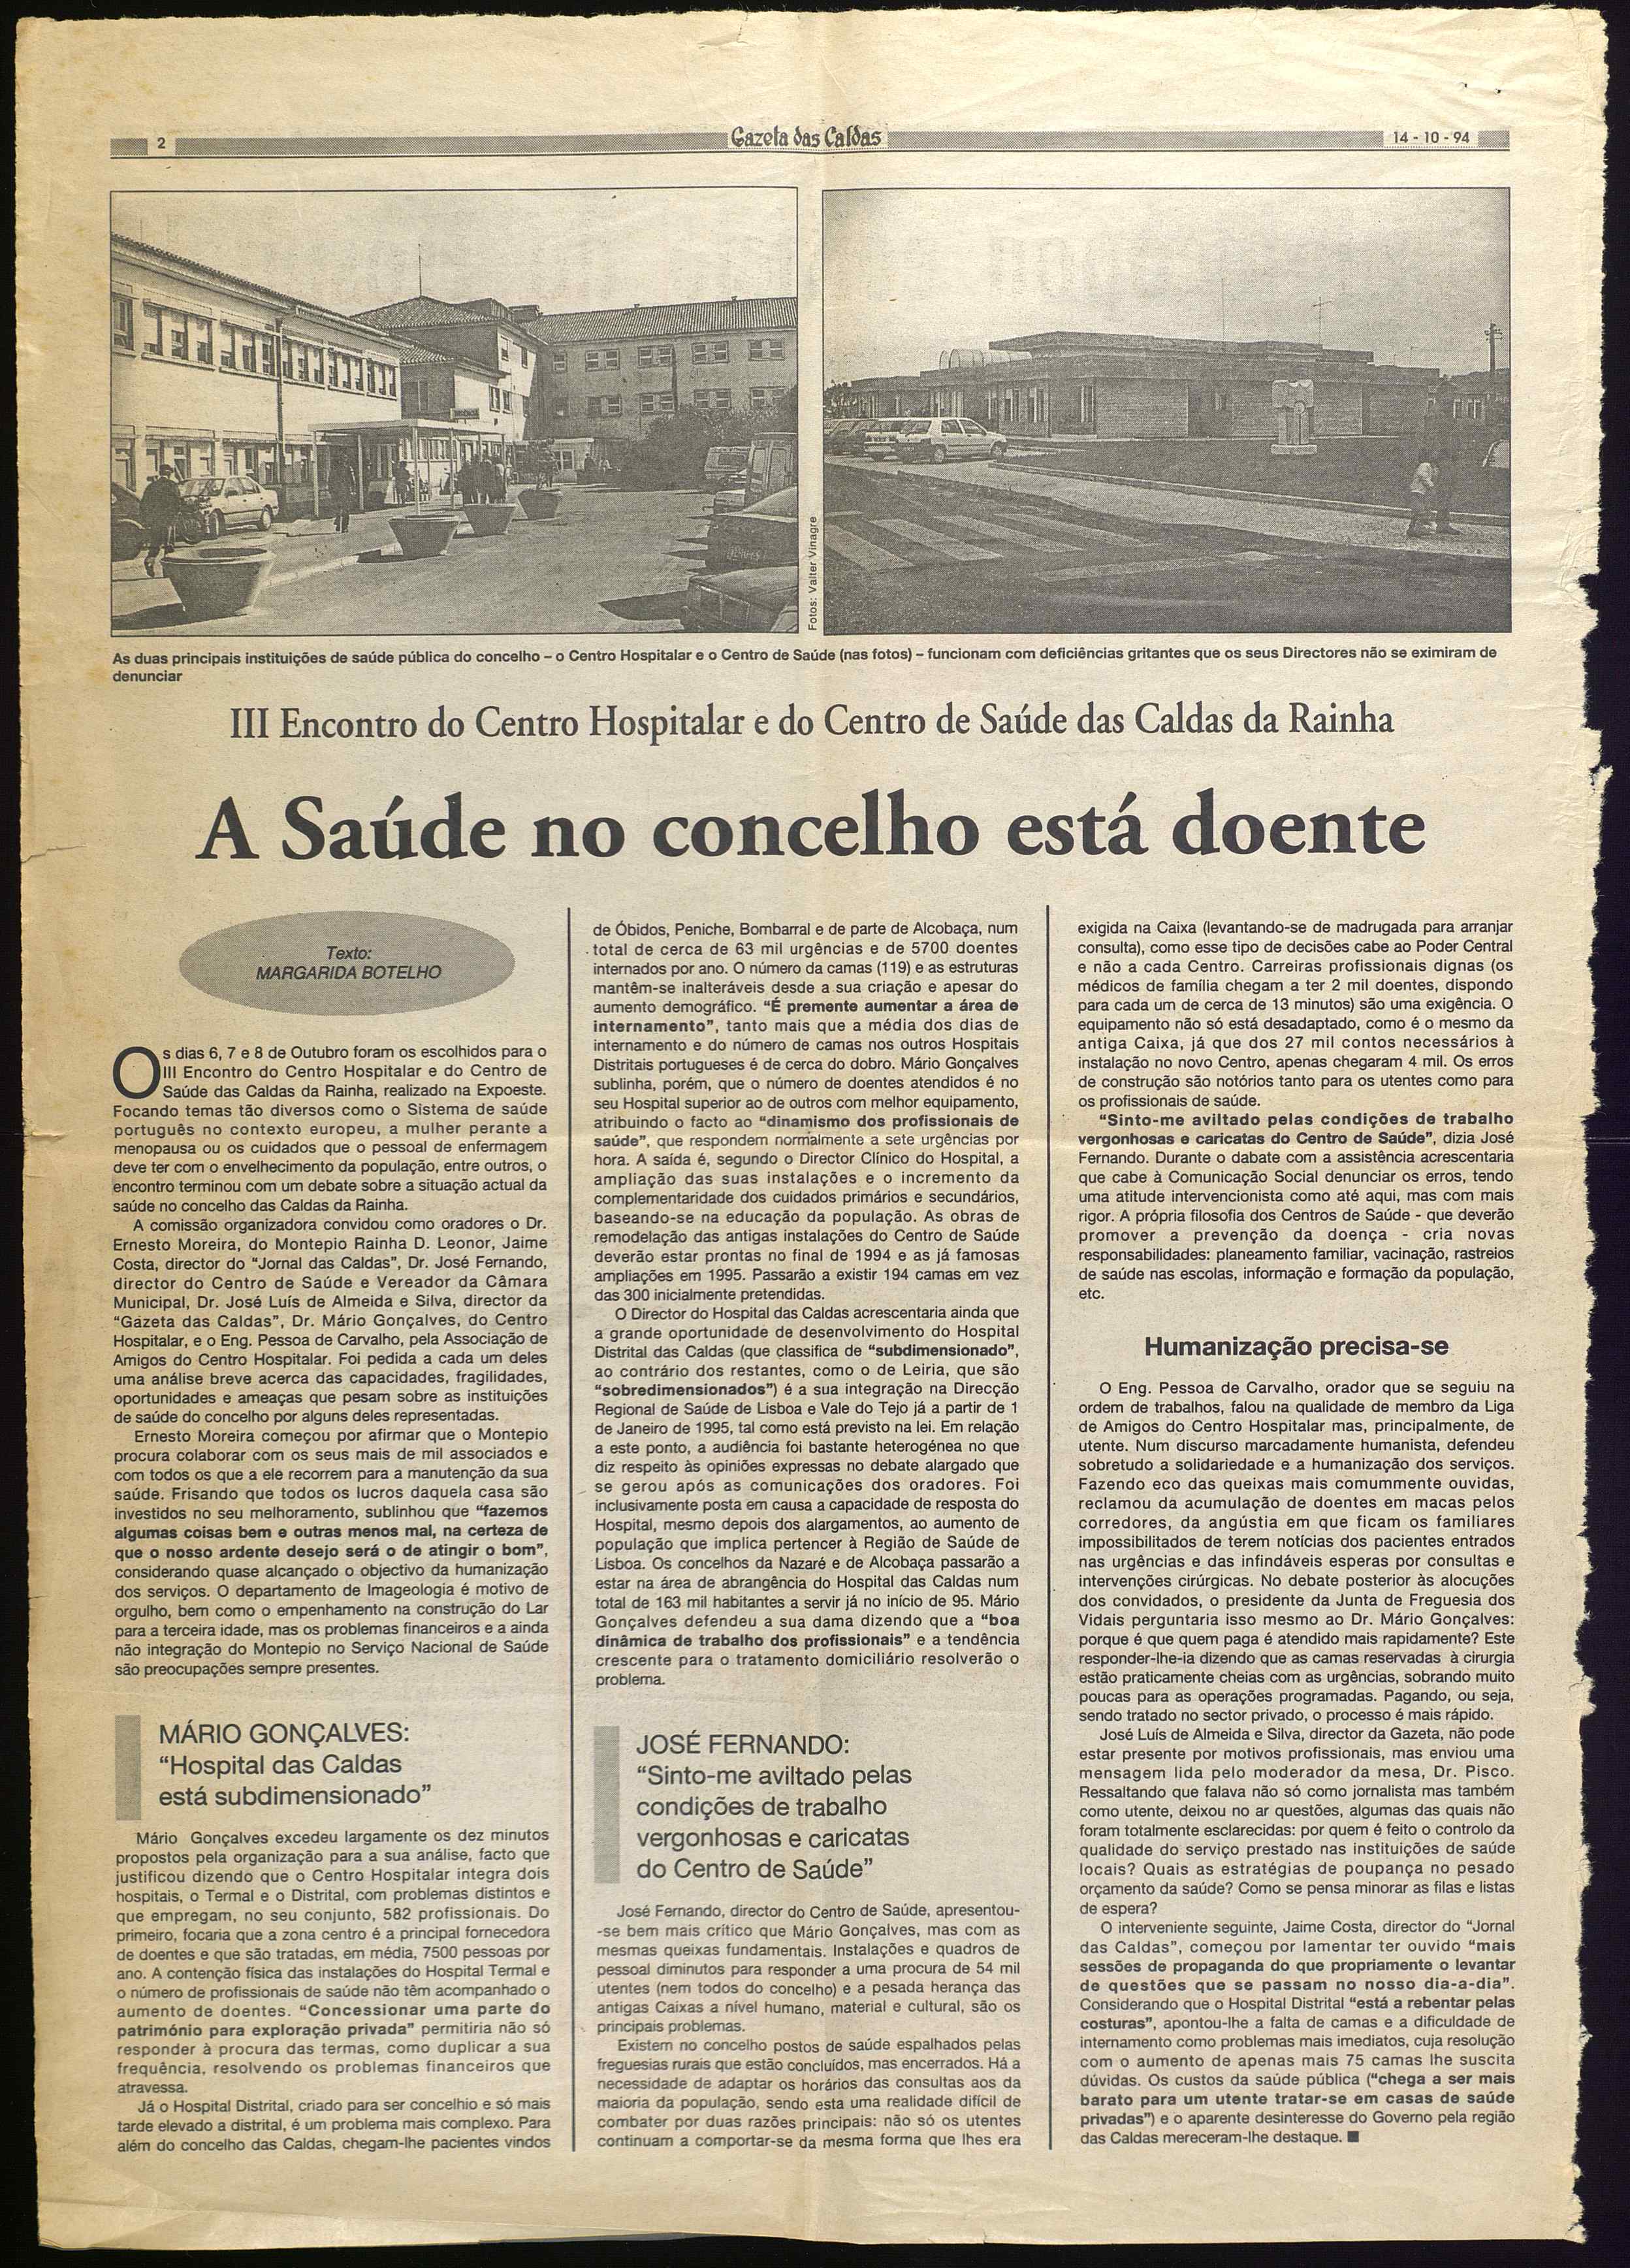 2
Gazeta das Caldas
14 - 10 - 94
Fotos: Valter Vinagre
As duas principais instituições de saúde pública do concelho – o Centro Hospitalar e o Centro de Saúde (nas fotos) – funcionam com deficiências gritantes que os seus Directores não se eximiram de
denunciar
III Encontro do Centro Hospitalar e do Centro de Saúde das Caldas da Rainha
A Saúde no concelho está doente
Texto:
MARGARIDA BOTELHO
Os dias 6, 7 e 8 de Outubro foram os escolhidos para o
III Encontro do Centro Hospitalar e do Centro de
Saúde das Caldas da Rainha, realizado na Expoeste.
Focando temas tão diversos como o Sistema de saúde
português no contexto europeu, a mulher perante a
menopausa ou os cuidados que o pessoal de enfermagem
deve ter com o envelhecimento da população, entre outros, o
encontro terminou com um debate sobre a situação actual da
saúde no concelho das Caldas da Rainha.
A comissão organizadora convidou como oradores o Dr.
Ernesto Moreira, do Montepio Rainha D. Leonor, Jaime
Costa, director do "Jornal das Caldas", Dr. José Fernando,
director do Centro de Saúde e Vereador da Câmara
Municipal, Dr. José Luís de Almeida e Silva, director da
"Gazeta das Caldas", Dr. Mário Gonçalves, do Centro
Hospitalar, e o Eng. Pessoa de Carvalho, pela Associação de
Amigos do Centro Hospitalar. Foi pedida a cada um deles
uma análise breve acerca das capacidades, fragilidades,
oportunidades e ameaças que pesam sobre as instituições
de saúde do concelho por alguns deles representadas.
Ernesto Moreira começou por afirmar que o Montepio
procura colaborar com os seus mais de mil associados e
com todos os que a ele recorrem para a manutenção da sua
saúde. Frisando que todos os lucros daquela casa são
investidos no seu melhoramento, sublinhou que "fazemos
algumas coisas bem e outras menos mal, na certeza de
que o nosso ardente desejo será o de atingir o bom",
considerando quase alcançado o objectivo da humanização
dos serviços. O departamento de Imageologia é motivo de
orgulho, bem como o empenhamento na construção do Lar
para a terceira idade, mas os problemas financeiros e a ainda
não integração do Montepio no Serviço Nacional de Saúde
são preocupações sempre presentes.
MÁRIO GONÇALVES:
"Hospital das Caldas
está subdimensionado"
Mário Gonçalves excedeu largamente os dez minutos
propostos pela organização para a sua análise, facto que
justificou dizendo que o Centro Hospitalar integra dois
hospitais, o Termal e o Distrital, com problemas distintos e
que empregam, no seu conjunto, 582 profissionais. Do
primeiro, focaria que a zona centro é a principal fornecedora
de doentes e que são tratadas, em média, 7500 pessoas por
ano. A contenção física das instalações do Hospital Termal e
o número de profissionais de saúde não têm acompanhado o
aumento de doentes. "Concessionar uma parte do
património para exploração privada" permitiria não só
responder à procura das termas, como duplicar a sua
frequência, resolvendo os problemas financeiros que
atravessa.
Já o Hospital Distrital, criado para ser concelhio e só mais
tarde elevado a distrital, é um problema mais complexo. Para
além do concelho das Caldas, chegam-lhe pacientes vindos
de Óbidos, Peniche, Bombarral e de parte de Alcobaça, num
total de cerca de 63 mil urgências e de 5700 doentes
internados por ano. O número da camas (119) e as estruturas
mantêm-se inalteráveis desde a sua criação e apesar do
aumento demográfico. "É premente aumentar a área de
internamento", tanto mais que a média dos dias de
internamento e do número de camas nos outros Hospitais
Distritais portugueses é de cerca do dobro. Mário Gonçalves
sublinha, porém, que o número de doentes atendidos é no
seu Hospital superior ao de outros com melhor equipamento,
atribuindo o facto ao "dinamismo dos profissionais de
saúde", que respondem normalmente a sete urgências por
hora. A saída é, segundo o Director Clínico do Hospital, a
ampliação das suas instalações e o incremento da
complementaridade dos cuidados primários e secundários,
baseando-se na educação da população. As obras de
remodelação das antigas instalações do Centro de Saúde
deverão estar prontas no final de 1994 e as já famosas
ampliações em 1995. Passarão a existir 194 camas em vez
das 300 inicialmente pretendidas.
O Director do Hospital das Caldas acrescentaria ainda que
a grande oportunidade de desenvolvimento do Hospital
Distrital das Caldas (que classifica de "subdimensionado",
ao contrário dos restantes, como o de Leiria, que são
"sobredimensionados") é a sua integração na Direcção
Regional de Saúde de Lisboa e Vale do Tejo já a partir de 1
de Janeiro de 1995, tal como está previsto na lei. Em relação
a este ponto, a audiência foi bastante heterogénea no que
diz respeito às opiniões expressas no debate alargado que
se gerou após as comunicações dos oradores. Foi
inclusivamente posta em causa a capacidade de resposta do
Hospital, mesmo depois dos alargamentos, ao aumento de
população que implica pertencer à Região de Saúde de
Lisboa. Os concelhos da Nazaré e de Alcobaça passarão a
estar na área de abrangência do Hospital das Caldas num
total de 163 mil habitantes a servir já no início de 95. Mário
Gonçalves defendeu a sua dama dizendo que a "boa
dinâmica de trabalho dos profissionais" e a tendência
crescente para o tratamento domiciliário resolverão o
problema.
JOSÉ FERNANDO:
"Sinto-me aviltado pelas
condições de trabalho
vergonhosas e caricatas
do Centro de Saúde"
José Fernando, director do Centro de Saúde, apresentou-
-se bem mais crítico que Mário Gonçalves, mas com as
mesmas queixas fundamentais. Instalações e quadros de
pessoal diminutos para responder a uma procura de 54 mil
utentes (nem todos do concelho) e a pesada herança das
antigas Caixas a nível humano, material e cultural, são os
principais problemas.
Existem no concelho postos de saúde espalhados pelas
freguesias rurais que estão concluídos, mas encerrados. Há a
necessidade de adaptar os horários das consultas aos da
maioria da população, sendo esta uma realidade difícil de
combater por duas razões principais: não só os utentes
continuam a comportar-se da mesma forma que lhes era
exigida na Caixa (levantando-se de madrugada para arranjar
consulta), como esse tipo de decisões cabe ao Poder Central
e não a cada Centro. Carreiras profissionais dignas (os
médicos de família chegam a ter 2 mil doentes, dispondo
para cada um de cerca de 13 minutos) são uma exigência. O
equipamento não só está desadaptado, como é o mesmo da
antiga Caixa, já que dos 27 mil contos necessários à
instalação no novo Centro, apenas chegaram 4 mil. Os erros
de construção são notórios tanto para os utentes como para
os profissionais de saúde.
"Sinto-me aviltado pelas condições de trabalho
vergonhosas e caricatas do Centro de Saúde", dizia José
Fernando. Durante o dabate com a assistência acrescentaria
que cabe à Comunicação Social denunciar os erros, tendo
uma atitude intervencionista como até aqui, mas com mais
rigor. A própria filosofia dos Centros de Saúde - que deverão
promover a prevenção da doença - cria novas
responsabilidades: planeamento familiar, vacinação, rastreios
de saúde nas escolas, informação e formação da população,
etc.
Humanização precisa-se
O Eng. Pessoa de Carvalho, orador que se seguiu na
ordem de trabalhos, falou na qualidade de membro da Liga
de Amigos do Centro Hospitalar mas, principalmente, de
utente. Num discurso marcadamente humanista, defendeu
sobretudo a solidariedade e a humanização dos serviços.
Fazendo eco das queixas mais comummente ouvidas,
reclamou da acumulação de doentes em macas pelos
corredores, da angústia em que ficam os familiares
impossibilitados de terem notícias dos pacientes entrados
nas urgências e das infindáveis esperas por consultas e
intervenções cirúrgicas. No debate posterior às alocuções
dos convidados, o presidente da Junta de Freguesia dos
Vidais perguntaria isso mesmo ao Dr. Mário Gonçalves:
porque é que quem paga é atendido mais rapidamente? Este
responder-lhe-ia dizendo que as camas reservadas à cirurgia
estão praticamente cheias com as urgências, sobrando muito
poucas para as operações programadas. Pagando, ou seja,
sendo tratado no sector privado, o processo é mais rápido.
José Luís de Almeida e Silva, director da Gazeta, não pode
estar presente por motivos profissionais, mas enviou uma
mensagem lida pelo moderador da mesa, Dr. Pisco.
Ressaltando que falava não só como jornalista mas também
como utente, deixou no ar questões, algumas das quais não
foram totalmente esclarecidas: por quem é feito o controlo da
qualidade do serviço prestado nas instituições de saúde
locais? Quais as estratégias de poupança no pesado
orçamento da saúde? Como se pensa minorar as filas e listas
de espera?
O interveniente seguinte, Jaime Costa, director do "Jornal
das Caldas", começou por lamentar ter ouvido "mais
sessões de propaganda do que propriamente o levantar
de questões que se passam no nosso dia-a-dia".
Considerando que o Hospital Distrital "está a rebentar pelas
costuras", apontou-lhe a falta de camas e a dificuldade de
internamento como problemas mais imediatos, cuja resolução
com o aumento de apenas mais 75 camas lhe suscita
dúvidas. Os custos da saúde pública ("chega a ser mais
barato para um utente tratar-se em casas de saúde
privadas") e o aparente desinteresse do Governo pela região
das Caldas mereceram-lhe destaque. ■